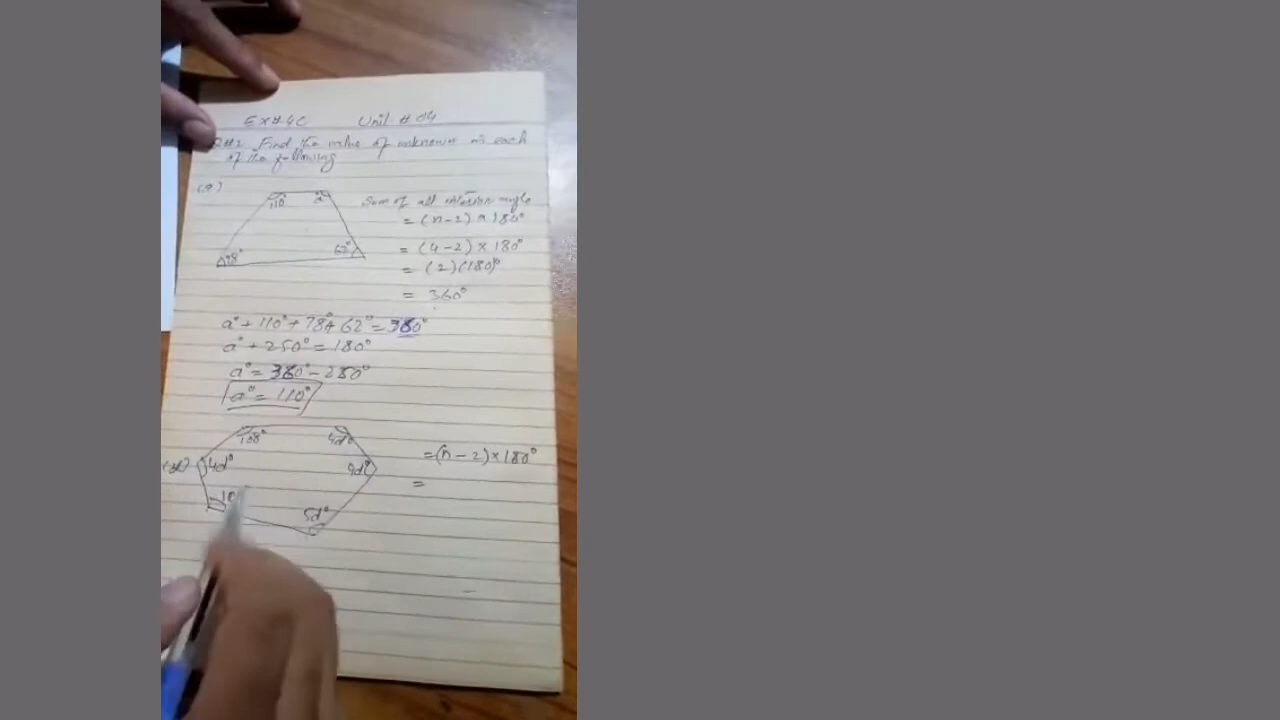 Ex# 4C Unit # 04
Q#2 Find the value of unknown in each
of the following
(a)
110° a°
78° 62°
Sum of all interior angle
= (n-2) × 180°
= (4-2) × 180°
= (2)(180)°
= 360°
a° + 110° + 78° + 62° = 360°
a° + 250° = 180°
a° = 360° - 250°
a° = 110°
108° 4d°
4d° 4d°
10
5d°
= (n-2) × 180°
=